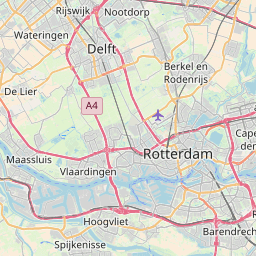 Rijswijk
Nootdorp
Wateringen
Delft
Berkel en
Rodenrijs
De Lier
A4
Maassluis
Rotterdam
Vlaardingen
Hoogvliet
Spijkenisse
Barendrech
Cape
den